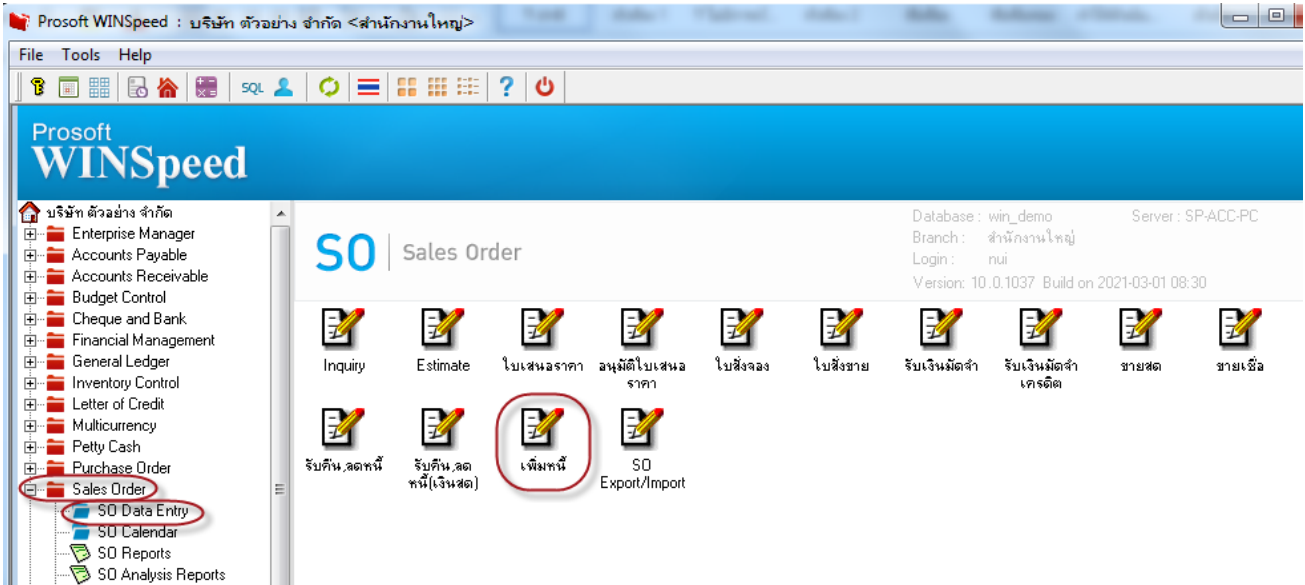 Prosoft WINSpeed : บริษัท ตัวอย่าง จำกัด <สำนักงานใหญ่>
File Tools Help
SQL
Prosoft
WINSpeed
บริษัท ตัวอย่าง จำกัด
Enterprise Manager
Accounts Payable
Accounts Receivable
Budget Control
Cheque and Bank
Financial Management
General Ledger
Inventory Control
Letter of Credit
Multicurrency
Petty Cash
Purchase Order
Sales Order
SO Data Entry
SO Calendar
SO Reports
SO Analysis Reports
SO Sales Order
Database : win_demo Server : SP-ACC-PC
Branch : สำนักงานใหญ่
Login : nui
Version: 10.0.1037 Build on 2021-03-01 08:30
Inquiry
Estimate
ใบเสนอราคา
อนุมัติใบเสนอ
ราคา
ใบสั่งจอง
ใบสั่งขาย
รับเงินมัดจำ
รับเงินมัดจำ
เครดิต
ขายสด
ขายเชื่อ
รับคืน,ลดหนี้
รับคืน,ลด
หนี้(เงินสด)
เพิ่มหนี้
SO
Export/Import